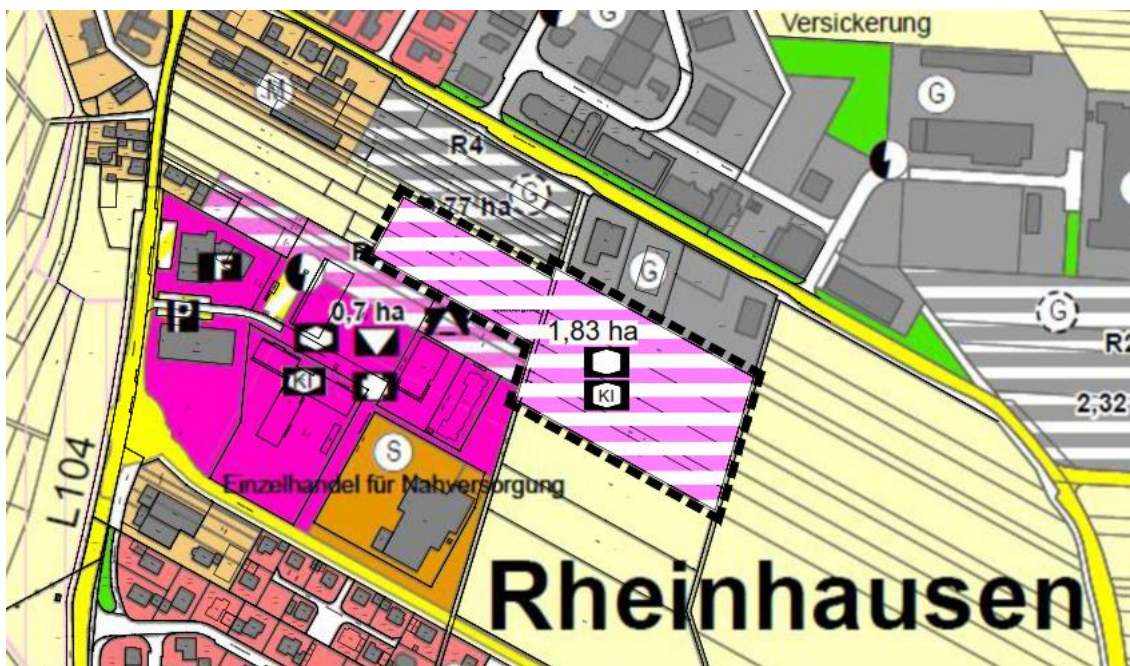 G
Versickerung
M
G
R4
G
77 ha
F
G
G
P
0,7 ha
1,83 ha
R2
KI
KI
2,32
S
L104
Einzelhandel für Nahversorgung
Rheinhausen